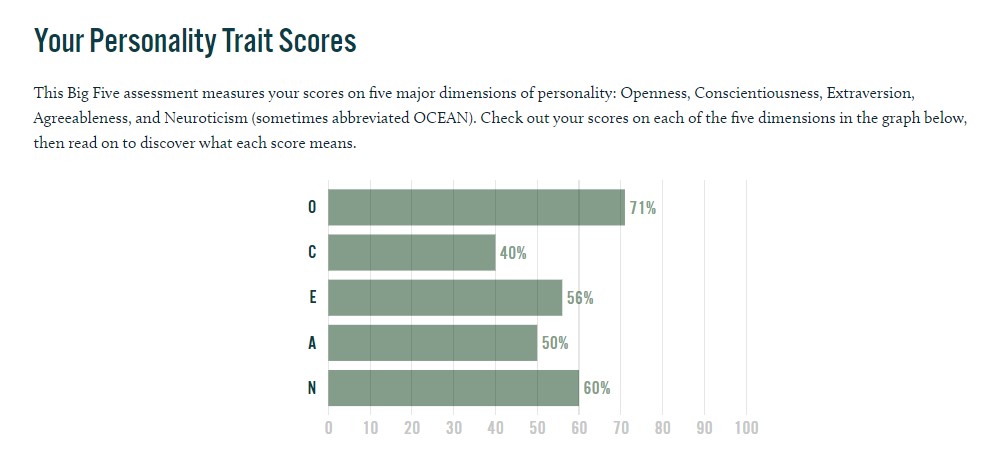 Your Personality Trait Scores
This Big Five assessment measures your scores on five major dimensions of personality: Openness, Conscientiousness, Extraversion,
Agreeableness, and Neuroticism (sometimes abbreviated OCEAN). Check out your scores on each of the five dimensions in the graph below,
then read on to discover what each score means.
O 71%
C 40%
E 56%
A 50%
N 60%
0 10 20 30 40 50 60 70 80 90 100